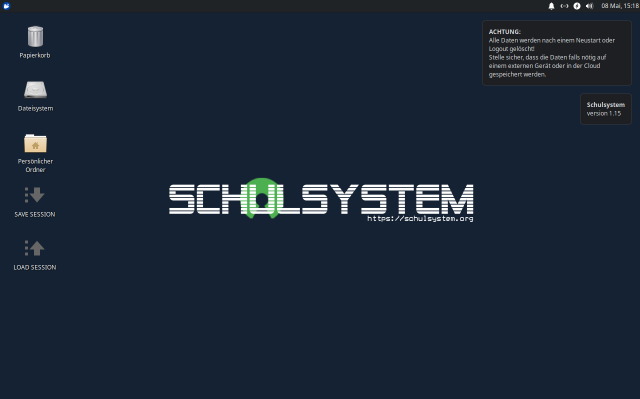 08 Mai, 15:18
Papierkorb
Dateisystem
Persönlicher
Ordner
SAVE SESSION
LOAD SESSION
ACHTUNG:
Alle Daten werden nach einem Neustart oder
Logout gelöscht!
Stelle sicher, dass die Daten falls nötig auf
einem externen Gerät oder in der Cloud
gespeichert werden.
Schulsystem
version 1.15
SCHULSYSTEM
https://schulsystem.org